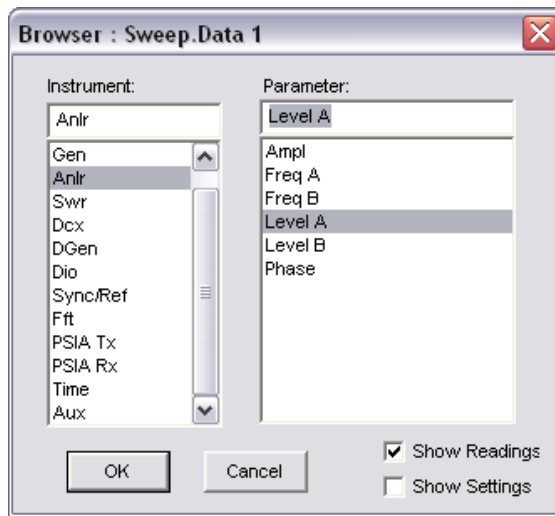 Browser : Sweep.Data 1
Instrument:
Anlr
Gen
Anlr
Swr
Dcx
DGen
Dio
Sync/Ref
Fft
PSIA Tx
PSIA Rx
Time
Aux
Parameter:
Level A
Ampl
Freq A
Freq B
Level A
Level B
Phase
OK
Cancel
Show Readings
Show Settings